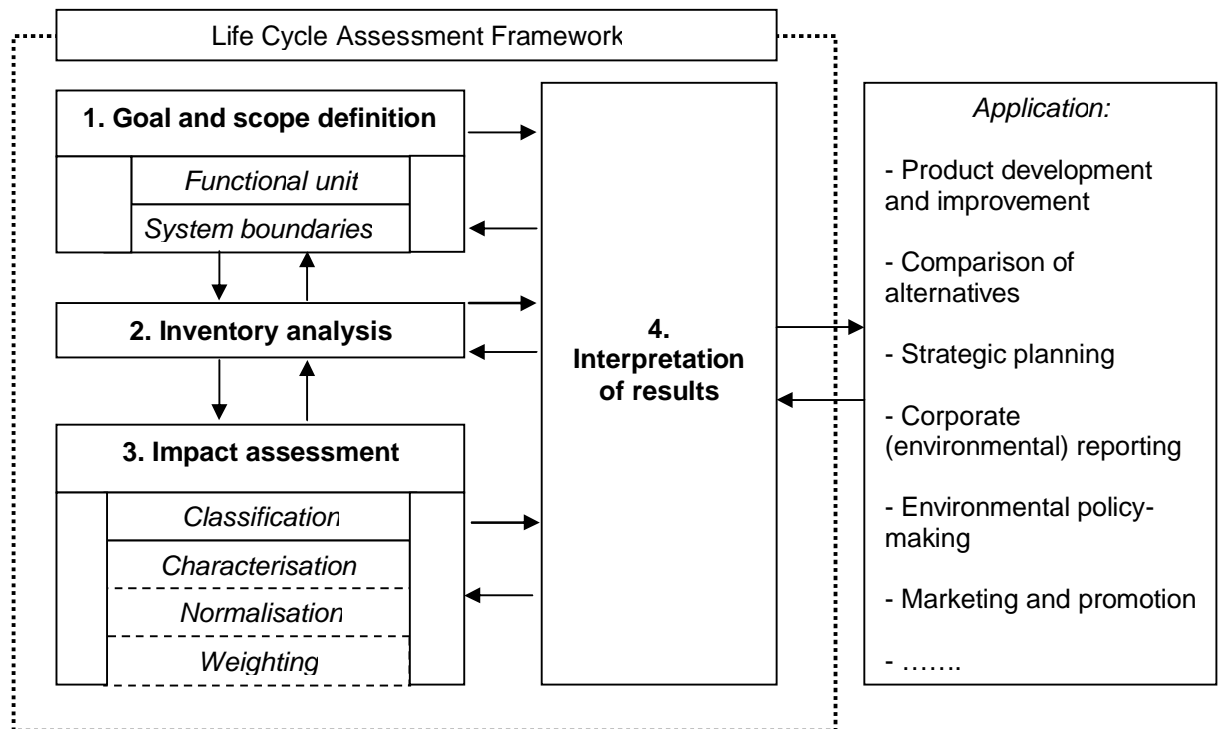 Life Cycle Assessment Framework
1. Goal and scope definition
Functional unit
System boundaries
2. Inventory analysis
3. Impact assessment
Classification
Characterisation
Normalisation
Weighting
4.
Interpretation
of results
Application:
- Product development
and improvement
- Comparison of
alternatives
- Strategic planning
- Corporate
(environmental) reporting
- Environmental policy-
making
- Marketing and promotion
- …….